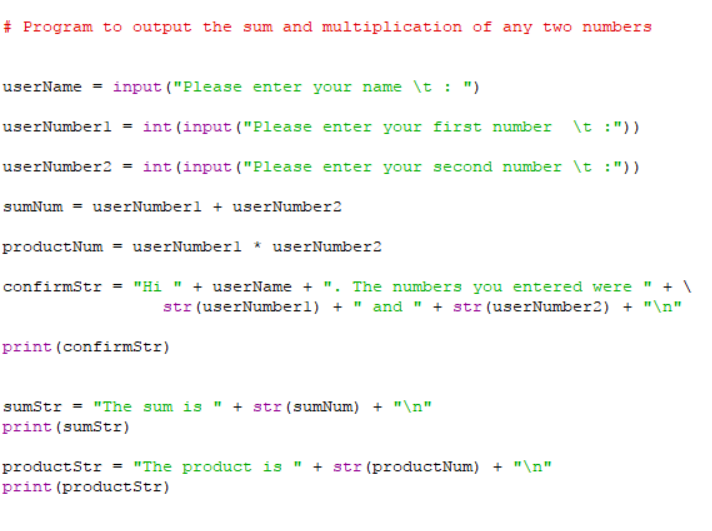 # Program to output the sum and multiplication of any two numbers
userName = input("Please enter your name \t : ")
userNumber1 = int(input("Please enter your first number  \t :"))
userNumber2 = int(input("Please enter your second number \t :"))
sumNum = userNumber1 + userNumber2
productNum = userNumber1 * userNumber2
confirmStr = "Hi " + userName + ". The numbers you entered were " + \
                str(userNumber1) + " and " + str(userNumber2) + "\n"
print(confirmStr)
sumStr = "The sum is " + str(sumNum) + "\n"
print(sumStr)
productStr = "The product is " + str(productNum) + "\n"
print(productStr)